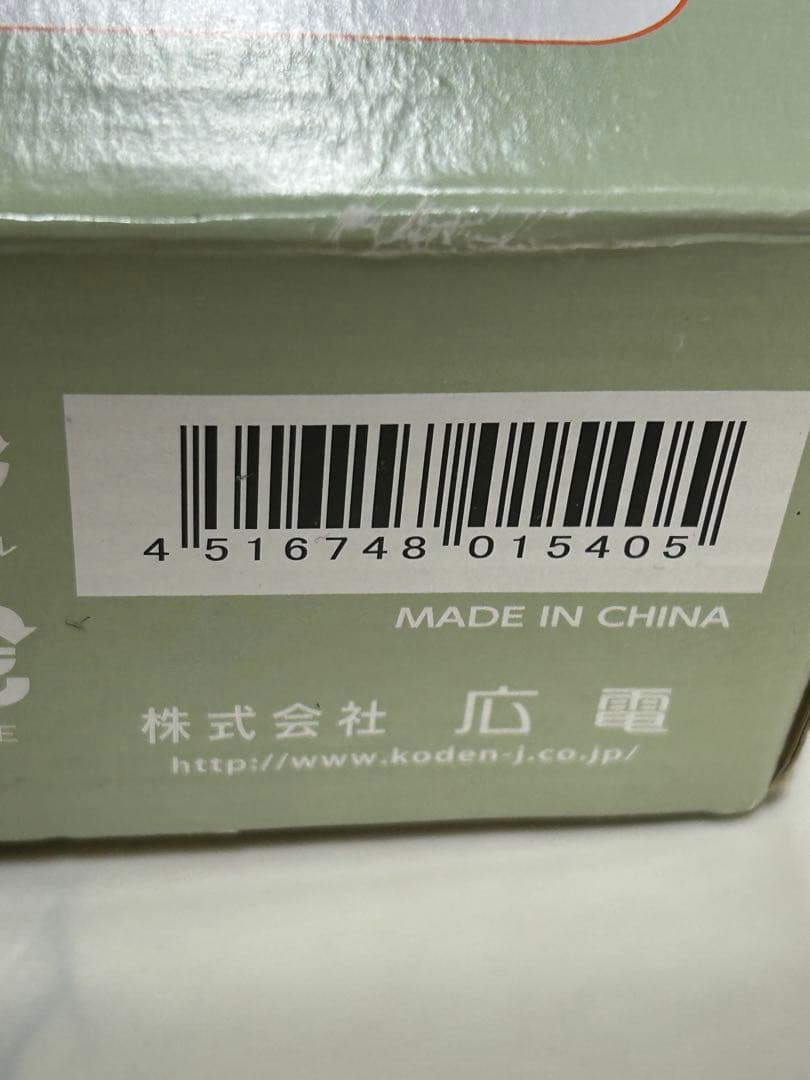 4 516748 015405
MADE IN CHINA
株式会社 広電
http://www.koden-j.co.jp/